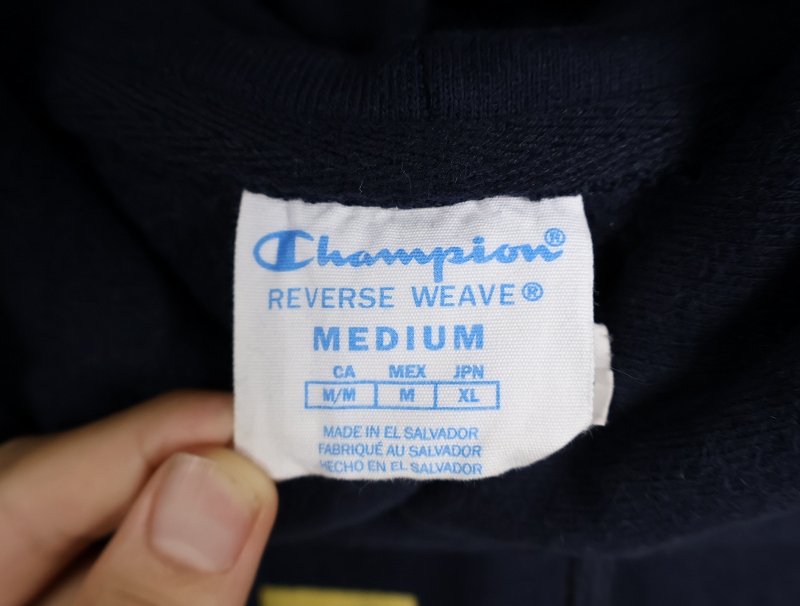 Champion®
REVERSE WEAVE®
MEDIUM
CA MEX JPN
M/M M XL
MADE IN EL SALVADOR
FABRIQUÉ AU SALVADOR
HECHO EN EL SALVADOR